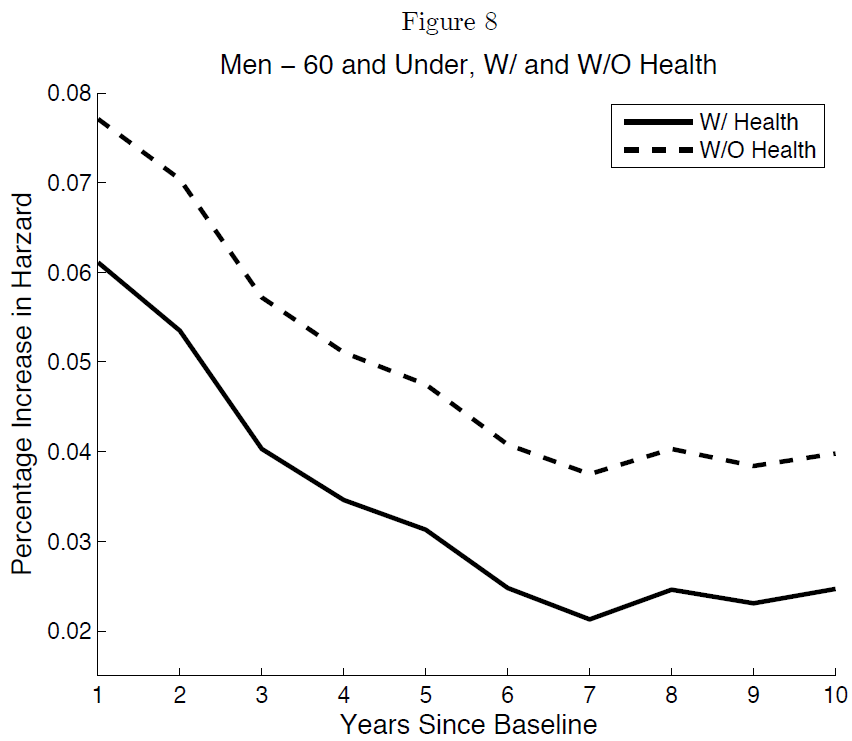 Figure 8
Men – 60 and Under, W/ and W/O Health
W/ Health
W/O Health
Percentage Increase in Harzard
0.08
0.07
0.06
0.05
0.04
0.03
0.02
1 2 3 4 5 6 7 8 9 10
Years Since Baseline